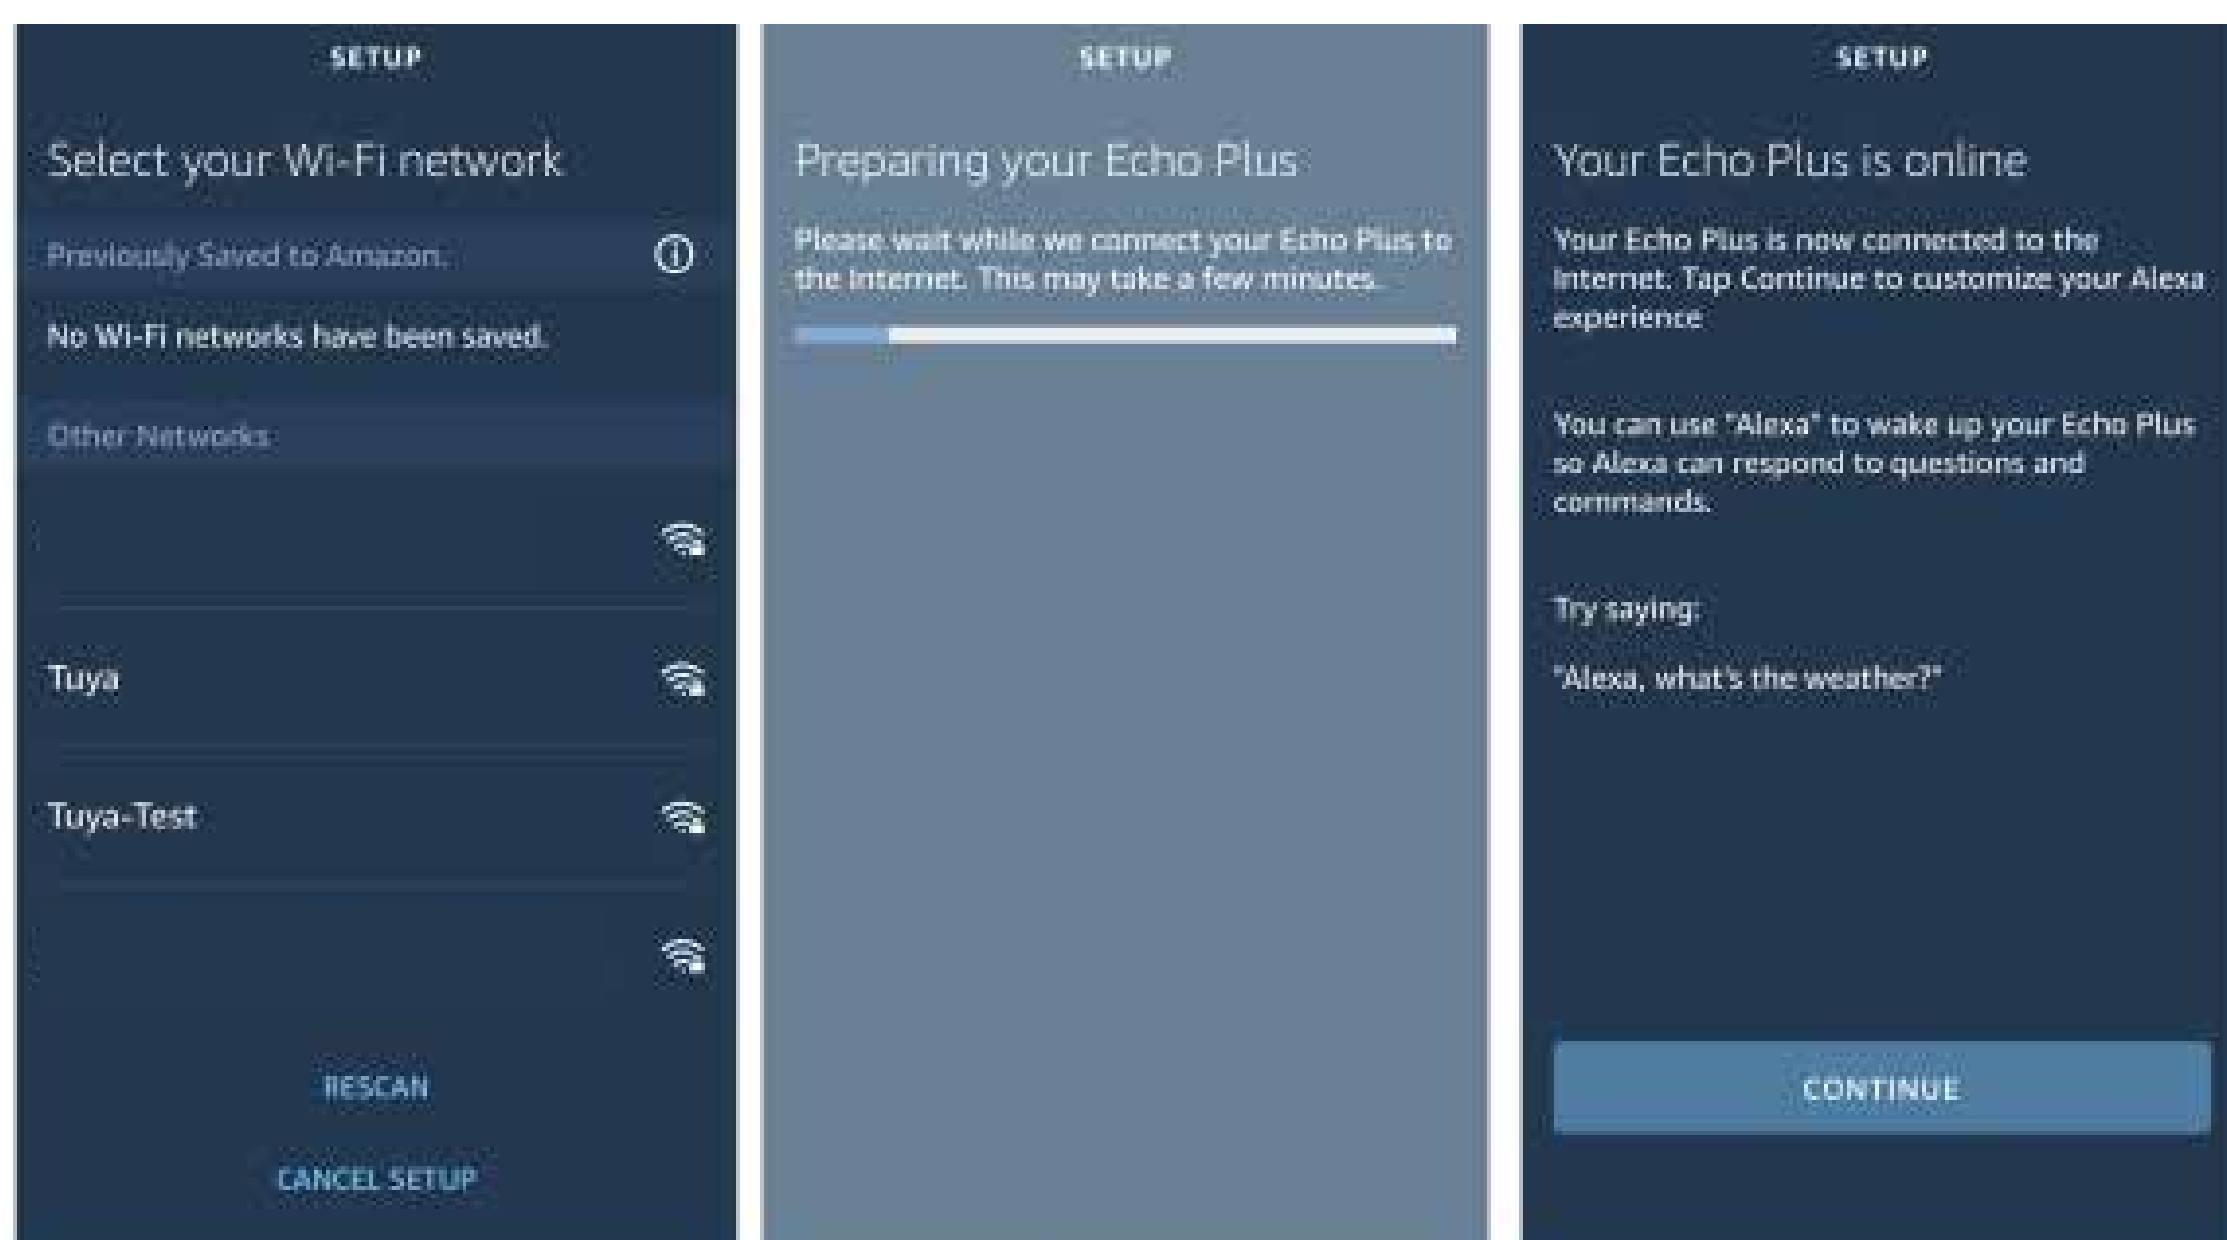 SETUP
Select your Wi-Fi network
Previously Saved to Amazon.
No Wi-Fi networks have been saved.
Other Networks
Tuya
Tuya-Test
RESCAN
CANCEL SETUP
SETUP
Preparing your Echo Plus
Please wait while we connect your Echo Plus to
the Internet. This may take a few minutes.
SETUP
Your Echo Plus is online
Your Echo Plus is now connected to the
Internet. Tap Continue to customize your Alexa
experience
You can use "Alexa" to wake up your Echo Plus
so Alexa can respond to questions and
commands.
Try saying:
"Alexa, what's the weather?"
CONTINUE